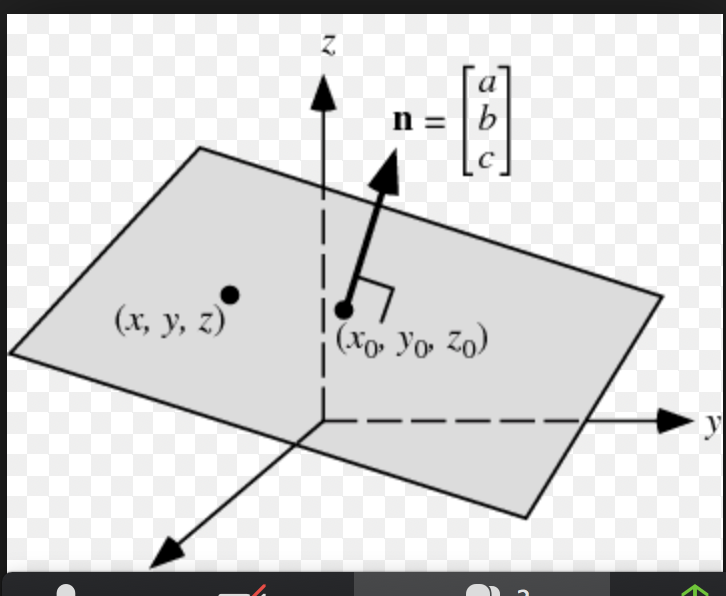 z
n = [a
b
c]
(x, y, z)
(x₀, y₀, z₀)
y